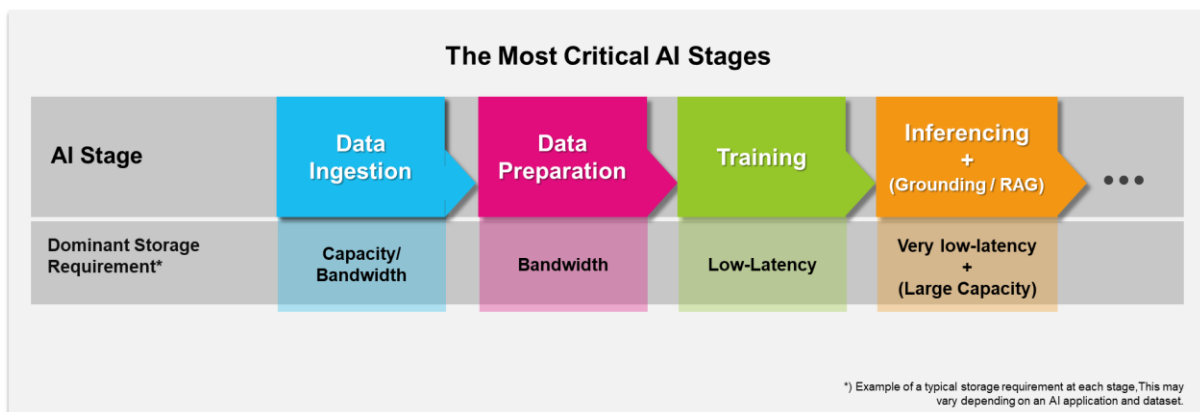 The Most Critical AI Stages
AI Stage
Data
Ingestion
Data
Preparation
Training
Inferencing
+
(Grounding / RAG)
•••
Dominant Storage
Requirement*
Capacity/
Bandwidth
Bandwidth
Low-Latency
Very low-latency
+
(Large Capacity)
*) Example of a typical storage requirement at each stage,This may
vary depending on an AI application and dataset.